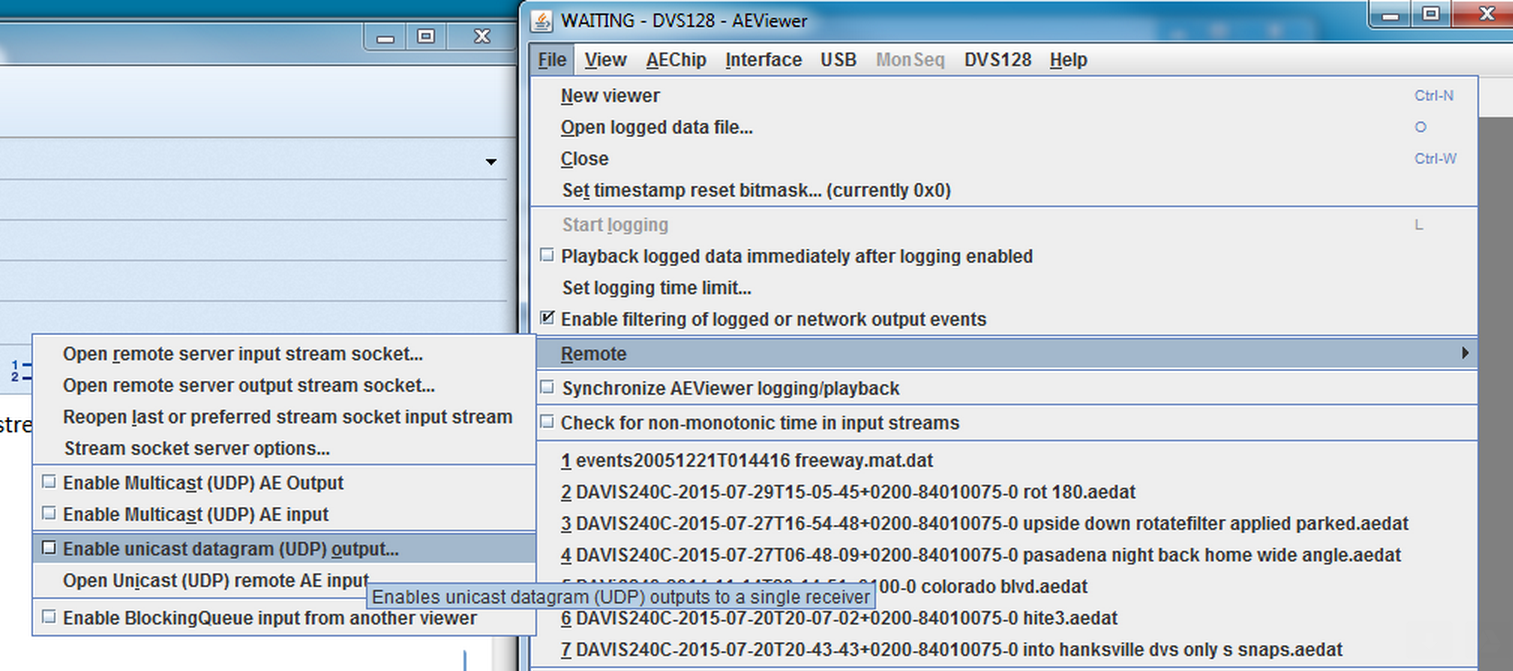 WAITING - DVS128 - AEViewer
File View AEChip Interface USB MonSeq DVS128 Help
New viewer Ctrl-N
Open logged data file... O
Close Ctrl-W
Set timestamp reset bitmask... (currently 0x0)
Start logging L
Playback logged data immediately after logging enabled
Set logging time limit...
Enable filtering of logged or network output events
Remote
Synchronize AEViewer logging/playback
Check for non-monotonic time in input streams
1 events20051221T014416 freeway.mat.dat
2 DAVIS240C-2015-07-29T15-05-45+0200-84010075-0 rot 180.aedat
3 DAVIS240C-2015-07-27T16-54-48+0200-84010075-0 upside down rotatefilter applied parked.aedat
4 DAVIS240C-2015-07-27T06-48-09+0200-84010075-0 pasadena night back home wide angle.aedat
00-0 colorado blvd.aedat
6 DAVIS240C-2015-07-20T20-07-02+0200-84010075-0 hite3.aedat
7 DAVIS240C-2015-07-20T20-43-43+0200-84010075-0 into hanksville dvs only s snaps.aedat
1
2
stre
Open remote server input stream socket...
Open remote server output stream socket...
Reopen last or preferred stream socket input stream
Stream socket server options...
Enable Multicast (UDP) AE Output
Enable Multicast (UDP) AE input
Enable unicast datagram (UDP) output...
Open Unicast (UDP) remote AE input
Enables unicast datagram (UDP) outputs to a single receiver
Enable BlockingQueue input from another viewer